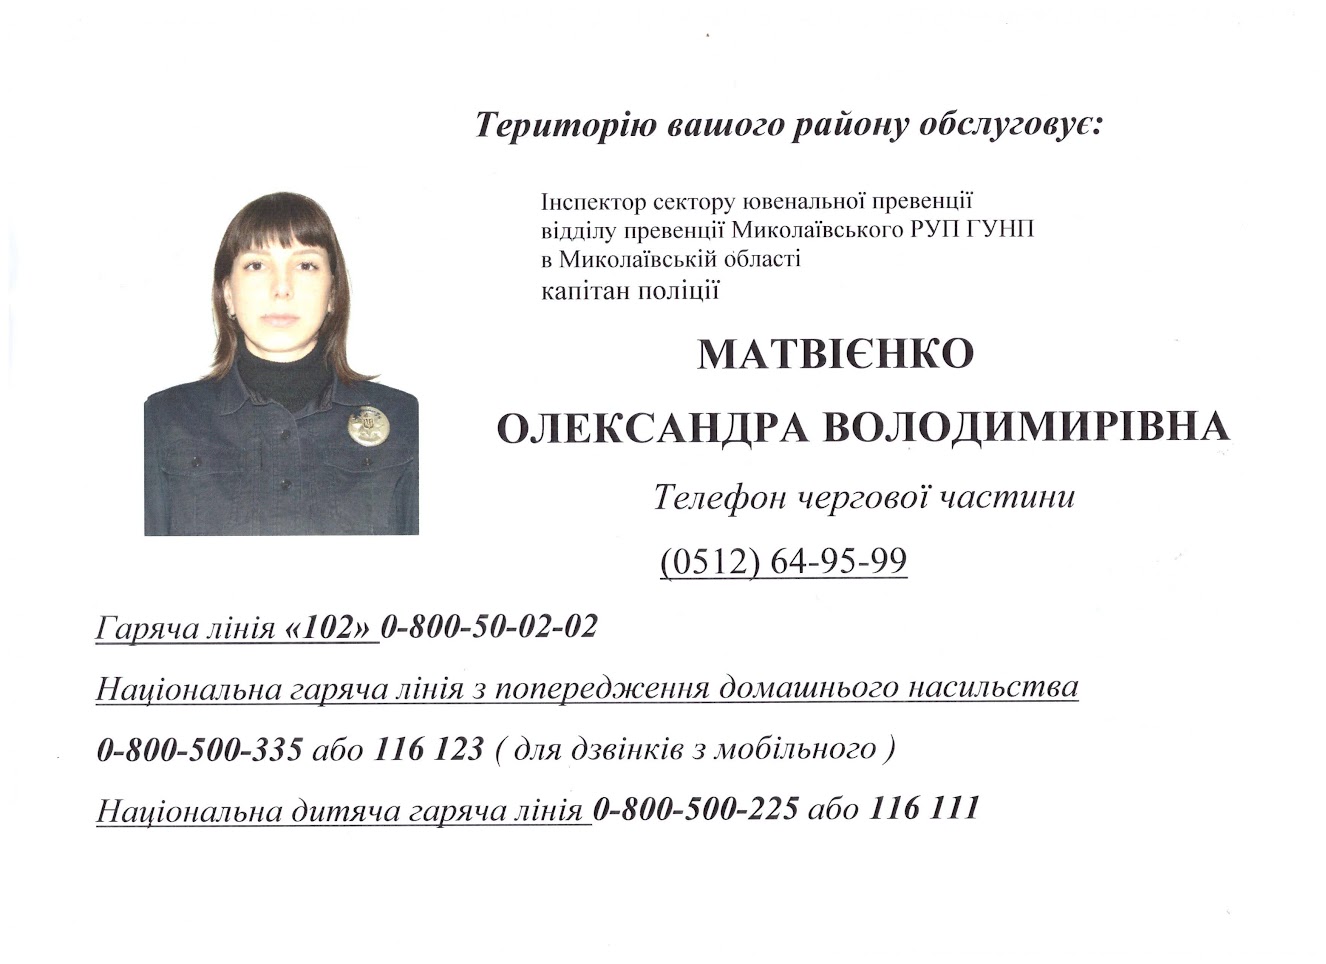 Територію вашого району обслуговує:
Інспектор сектору ювенальної превенції
відділу превенції Миколаївського РУП ГУНП
в Миколаївській області
капітан поліції
МАТВІЄНКО
ОЛЕКСАНДРА ВОЛОДИМИРІВНА
Телефон чергової частини
(0512) 64-95-99
Гаряча лінія «102» 0-800-50-02-02
Національна гаряча лінія з попередження домашнього насильства
0-800-500-335 або 116 123 ( для дзвінків з мобільного )
Національна дитяча гаряча лінія 0-800-500-225 або 116 111